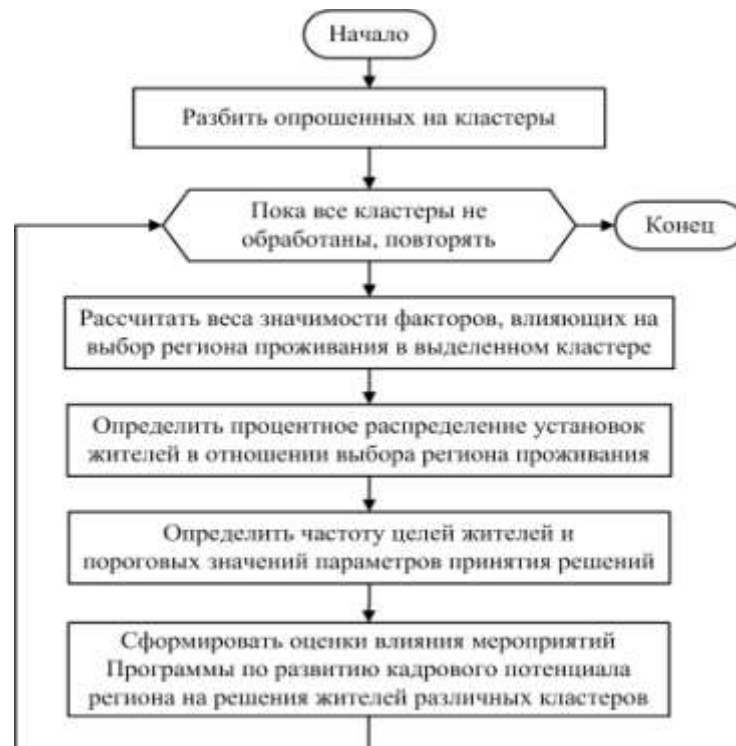 Начало
Разбить опрошенных на кластеры
Пока все кластеры не
обработаны, повторять
Конец
Рассчитать веса значимости факторов, влияющих на
выбор региона проживания в выделенном кластере
Определить процентное распределение установок
жителей в отношении выбора региона проживания
Определить частоту целей жителей и
пороговых значений параметров принятия решений
Сформировать оценки влияния мероприятий
Программы по развитию кадрового потенциала
региона на решения жителей различных кластеров